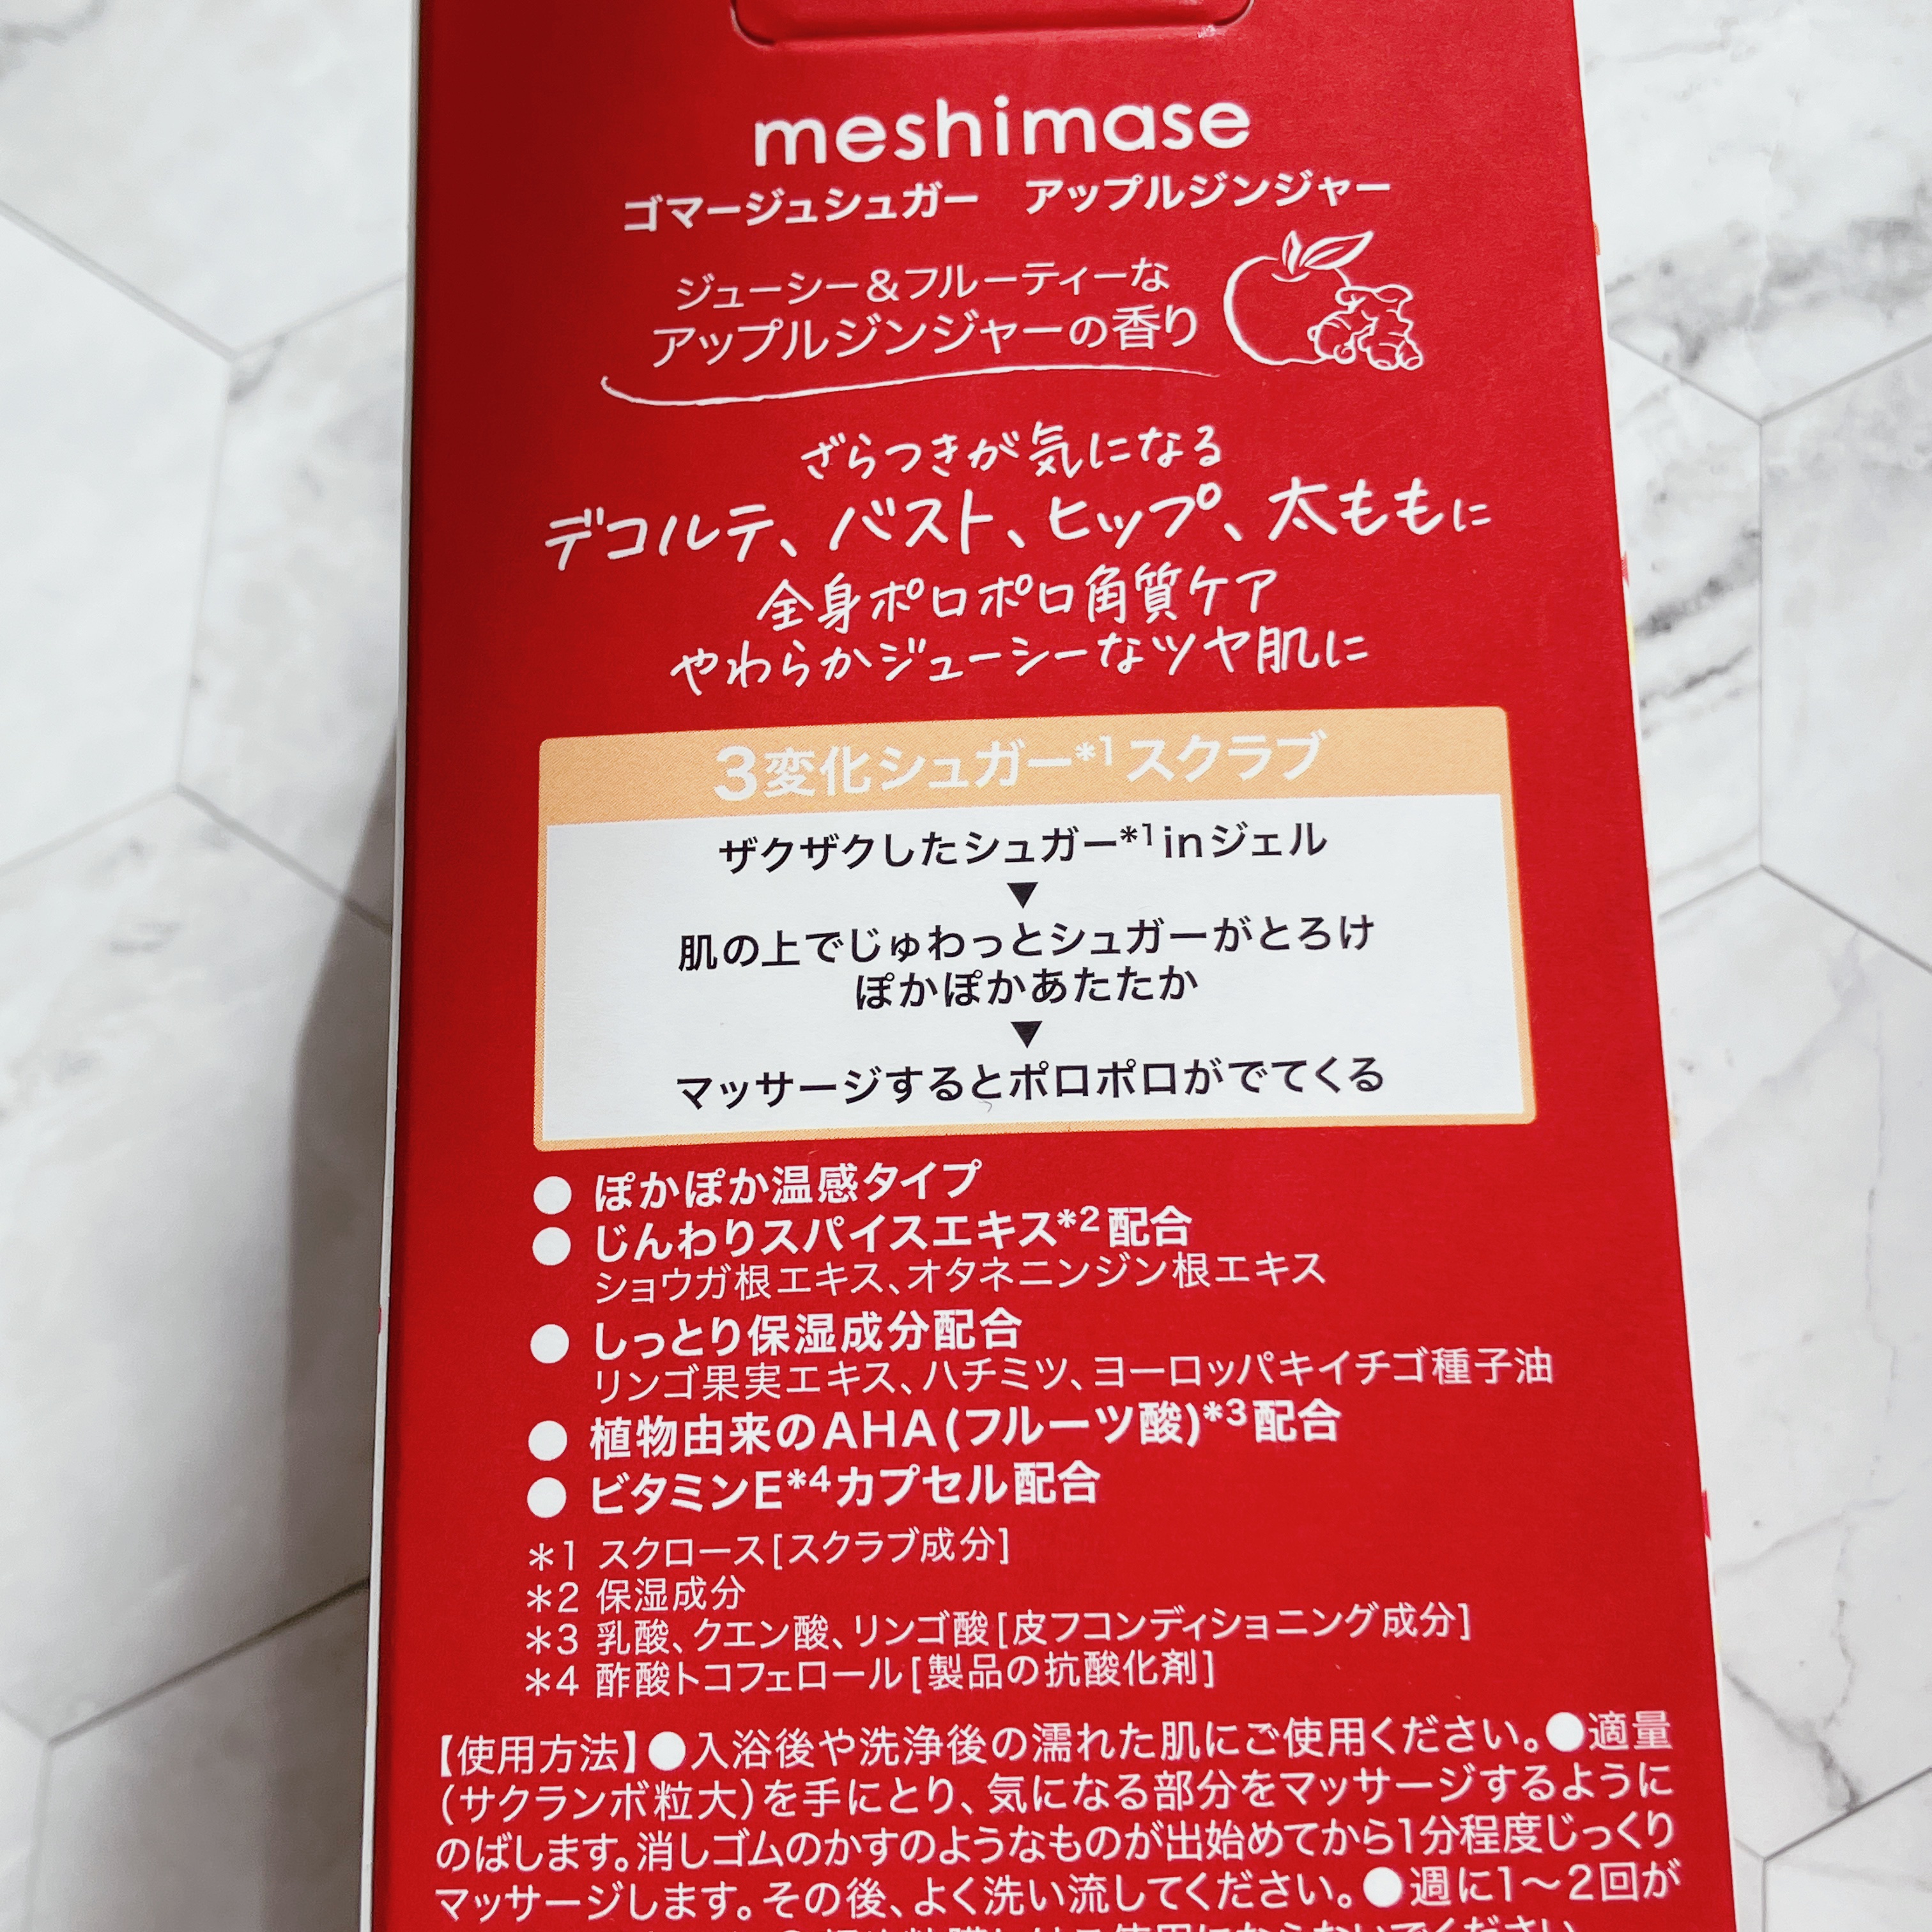 meshimase
ゴマージュシュガー　アップルジンジャー
ジューシー&フルーティーな
アップルジンジャーの香り
ざらつきが気になる
デコルテ、バスト、ヒップ、太ももに
全身ポロポロ角質ケア
やわらかジューシーなツヤ肌に
3変化シュガー*1スクラブ
ザクザクしたシュガー*1inジェル
▼
肌の上でじゅわっとシュガーがとろけ
ぽかぽかあたたか
▼
マッサージするとポロポロがでてくる
● ぽかぽか温感タイプ
● じんわりスパイスエキス*2配合
ショウガ根エキス、オタネニンジン根エキス
● しっとり保湿成分配合
リンゴ果実エキス、ハチミツ、ヨーロッパキイチゴ種子油
● 植物由来のAHA(フルーツ酸)*3配合
● ビタミンE*4カプセル配合
*1 スクロース[スクラブ成分]
*2 保湿成分
*3 乳酸、クエン酸、リンゴ酸[皮フコンディショニング成分]
*4 酢酸トコフェロール[製品の抗酸化剤]
【使用方法】●入浴後や洗浄後の濡れた肌にご使用ください。●適量
(サクランボ粒大)を手にとり、気になる部分をマッサージするように
のばします。消しゴムのかすのようなものが出始めてから1分程度じっくり
マッサージします。その後、よく洗い流してください。●週に1～2回が